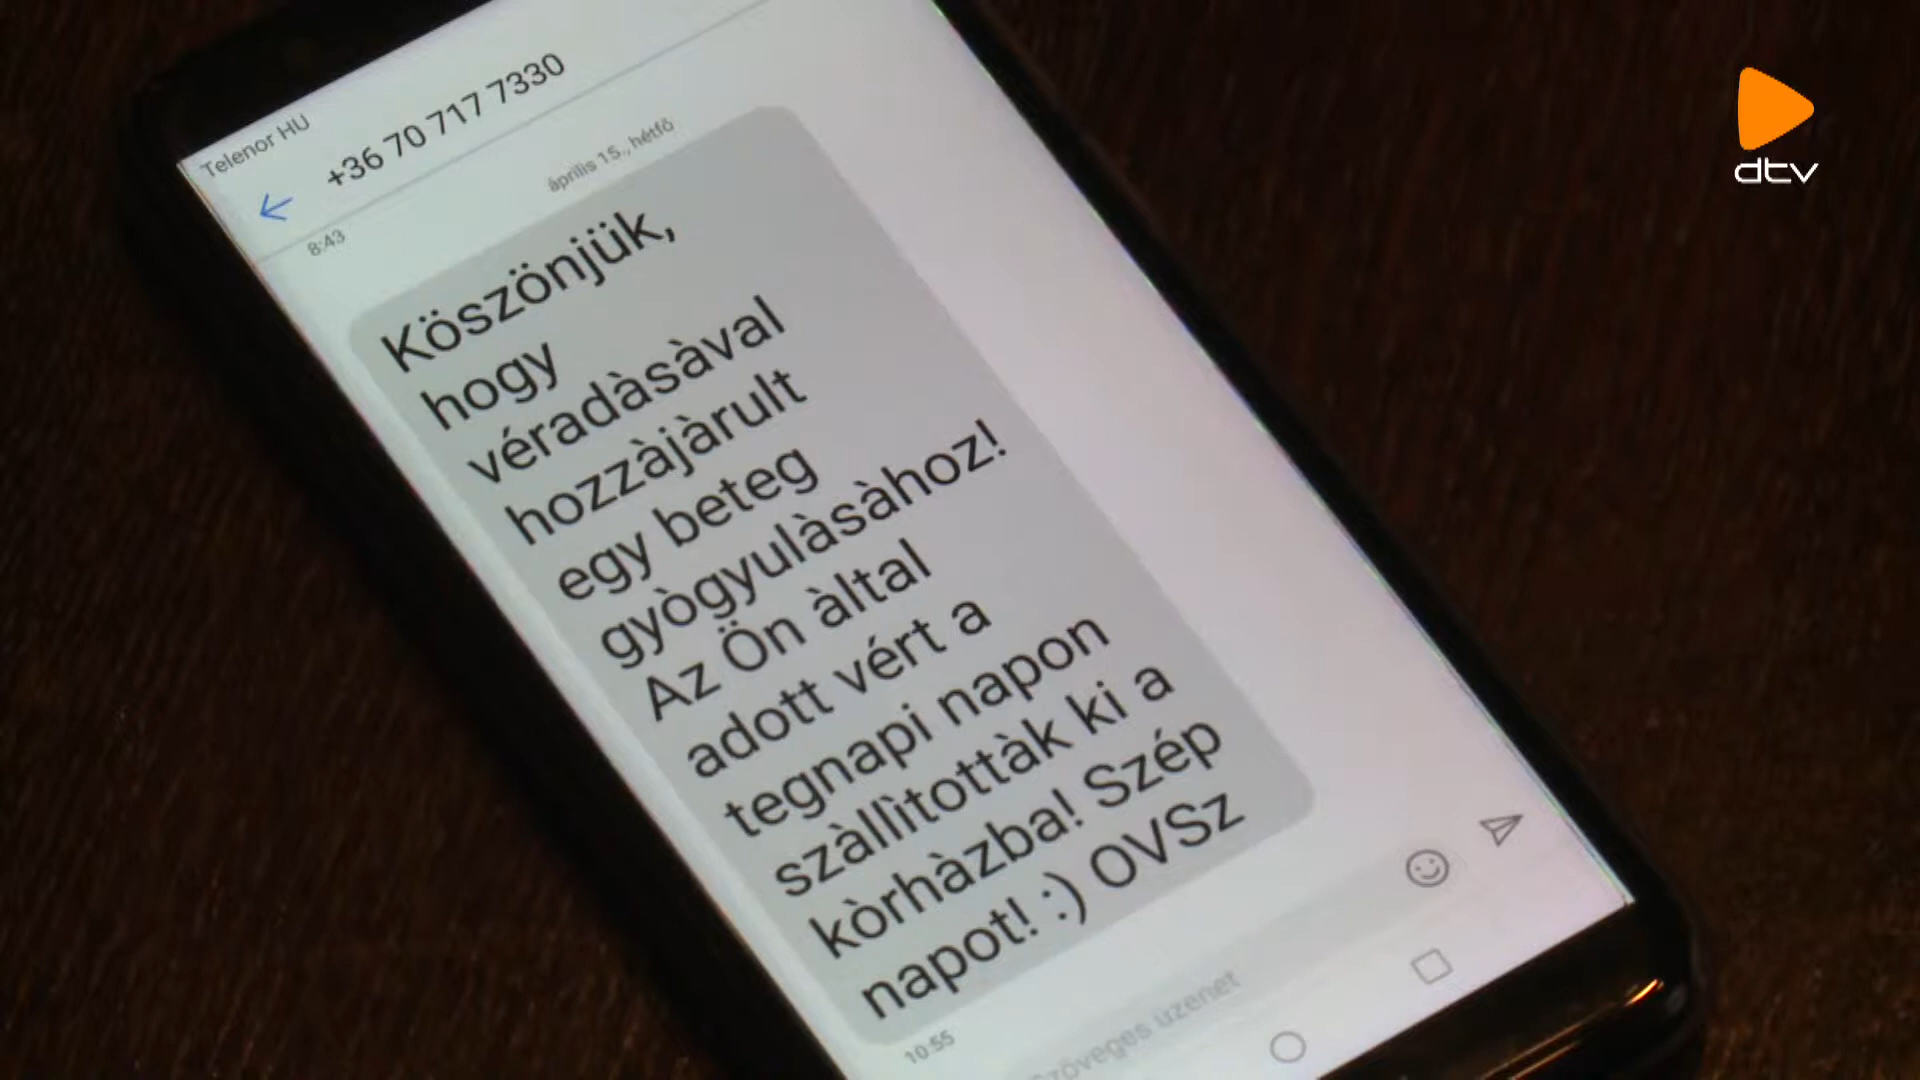 Telenor HU
+36 70 717 7330
április 15., hétfő
8:43
Köszönjük,
hogy
véradàsàval
hozzàjàrult
egy beteg
gyògyulàsàhoz!
Az Ön àltal
adott vért a
tegnapi napon
szàllìtottàk ki a
kòrhàzba! Szép
napot! :) OVSz
10:55
Szöveges üzenet
dtv